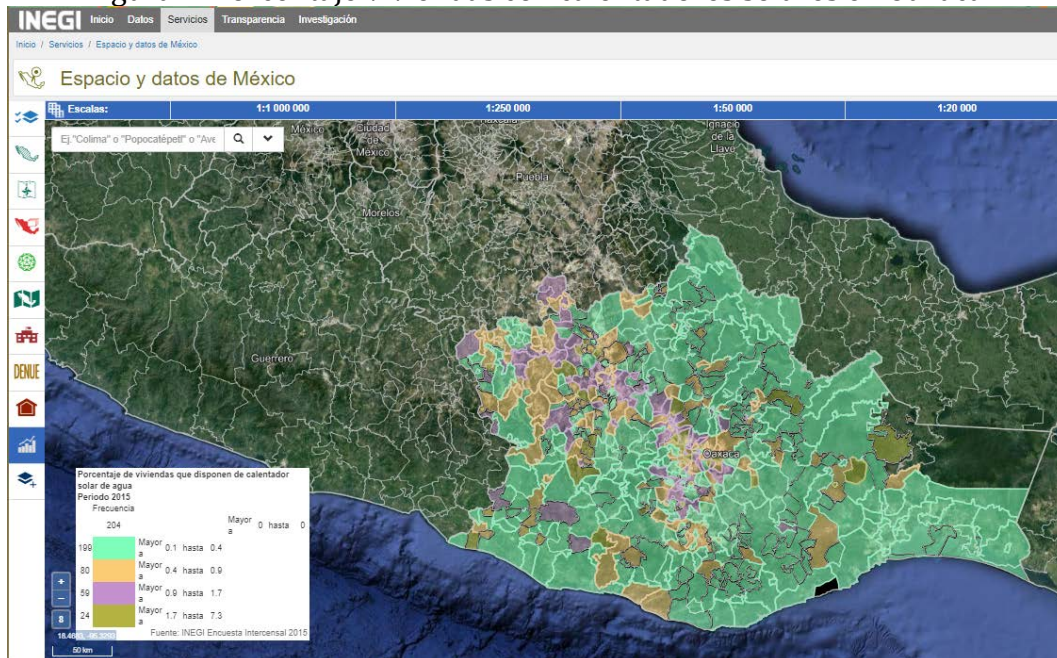 INEGI Inicio Datos Servicios Transparencia Investigación
Inicio / Servicios / Espacio y datos de México
Espacio y datos de México
Escalas: 1:1 000 000 1:250 000 1:50 000 1:20 000
Ej."Colima" o "Popocatépetl" o "Ave
México
Ciudad de México
Ignacio de la Llave
Puebla
Morelos
Guerrero
DENUE
Oaxaca
Porcentaje de viviendas que disponen de calentador
solar de agua
Periodo 2015
Frecuencia
204 Mayor a 0 hasta 0
199 Mayor a 0.1 hasta 0.4
80 Mayor a 0.4 hasta 0.9
59 Mayor a 0.9 hasta 1.7
24 Mayor a 1.7 hasta 7.3
+
−
8
Fuente: INEGI Encuesta Intercensal 2015
50 km